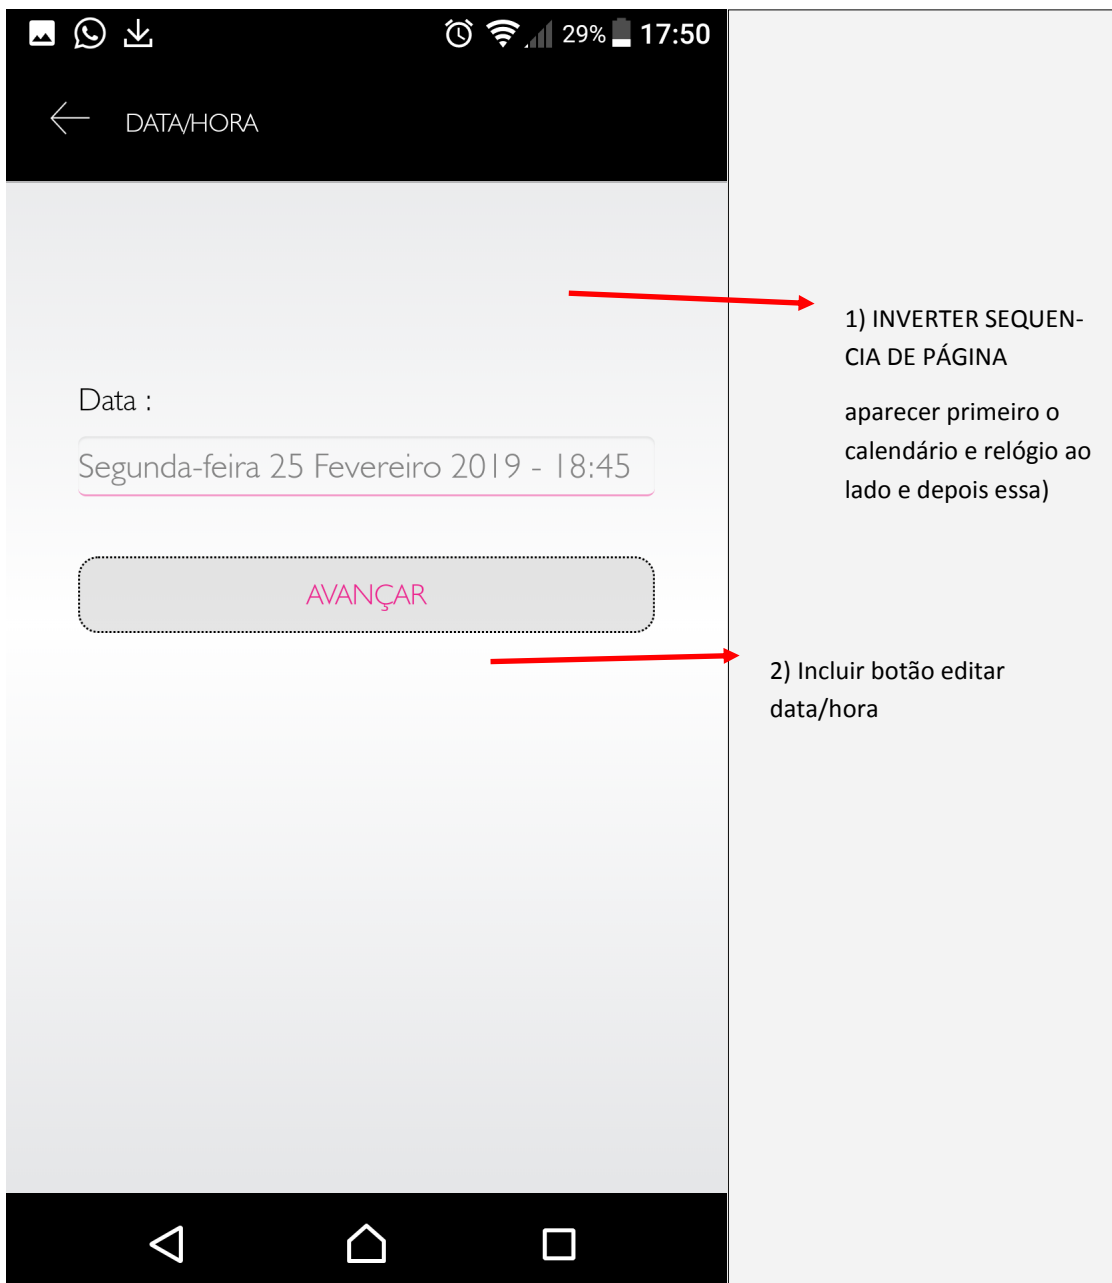 29% 17:50
DATA/HORA
Data :
Segunda-feira 25 Fevereiro 2019 - 18:45
AVANÇAR
1) INVERTER SEQUEN-
CIA DE PÁGINA
aparecer primeiro o
calendário e relógio ao
lado e depois essa)
2) Incluir botão editar
data/hora